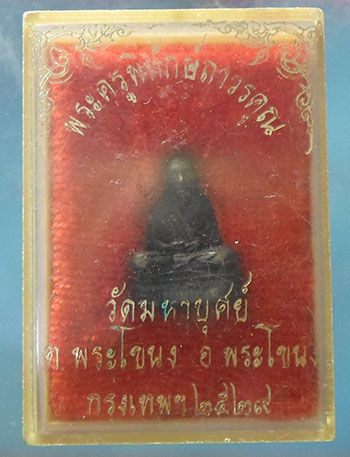 พระครูพิทักษ์ถาวรคุณ
วัดมหาบุศย์
ต พระโขนง อ พระโขนง
กรุงเทพฯ ๒๕๒๙